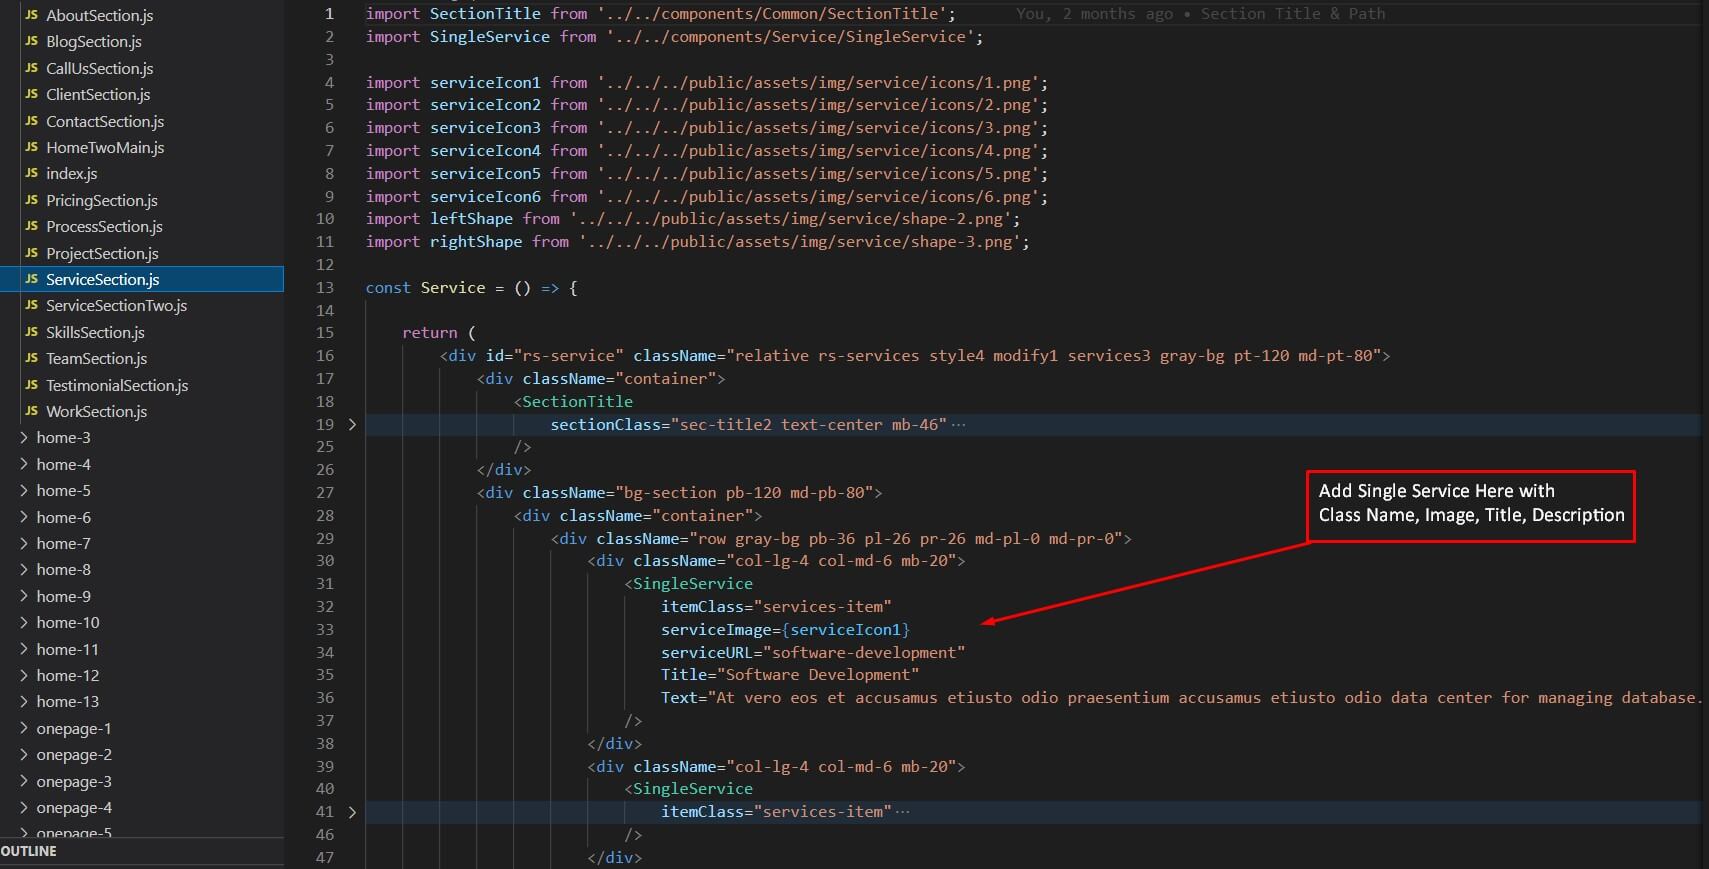 AboutSection.js
BlogSection.js
CallUsSection.js
ClientSection.js
ContactSection.js
HomeTwoMain.js
index.js
PricingSection.js
ProcessSection.js
ProjectSection.js
ServiceSection.js
ServiceSectionTwo.js
SkillsSection.js
TeamSection.js
TestimonialSection.js
WorkSection.js
home-3
home-4
home-5
home-6
home-7
home-8
home-9
home-10
home-11
home-12
home-13
onepage-1
onepage-2
onepage-3
onepage-4
onepage-5
OUTLINE
1 import SectionTitle from '../../components/Common/SectionTitle'; You, 2 months ago • Section Title & Path
2 import SingleService from '../../components/Service/SingleService';
3
4 import serviceIcon1 from '../../../public/assets/img/service/icons/1.png';
5 import serviceIcon2 from '../../../public/assets/img/service/icons/2.png';
6 import serviceIcon3 from '../../../public/assets/img/service/icons/3.png';
7 import serviceIcon4 from '../../../public/assets/img/service/icons/4.png';
8 import serviceIcon5 from '../../../public/assets/img/service/icons/5.png';
9 import serviceIcon6 from '../../../public/assets/img/service/icons/6.png';
10 import leftShape from '../../../public/assets/img/service/shape-2.png';
11 import rightShape from '../../../public/assets/img/service/shape-3.png';
12
13 const Service = () => {
14
15 return (
16 <div id="rs-service" className="relative rs-services style4 modify1 services3 gray-bg pt-120 md-pt-80">
17 <div className="container">
18 <SectionTitle
19 sectionClass="sec-title2 text-center mb-46" ···
25 />
26 </div>
27 <div className="bg-section pb-120 md-pb-80">
28 <div className="container">
29 <div className="row gray-bg pb-36 pl-26 pr-26 md-pl-0 md-pr-0">
30 <div className="col-lg-4 col-md-6 mb-20">
31 <SingleService
32 itemClass="services-item"
33 serviceImage={serviceIcon1}
34 serviceURL="software-development"
35 Title="Software Development"
36 Text="At vero eos et accusamus etiusto odio praesentium accusamus etiusto odio data center for managing database.
37 />
38 </div>
39 <div className="col-lg-4 col-md-6 mb-20">
40 <SingleService
41 itemClass="services-item" ···
46 />
47 </div>
Add Single Service Here with
Class Name, Image, Title, Description